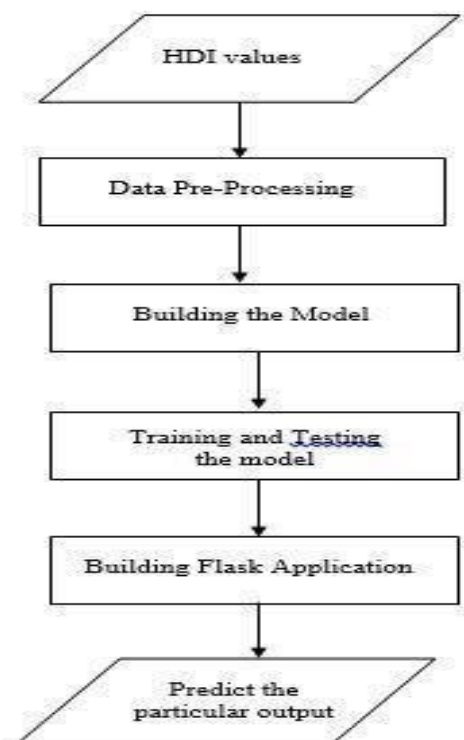 HDI values
Data Pre-Processing
Building the Model
Training and Testing
the model
Building Flask Application
Predict the
particular output